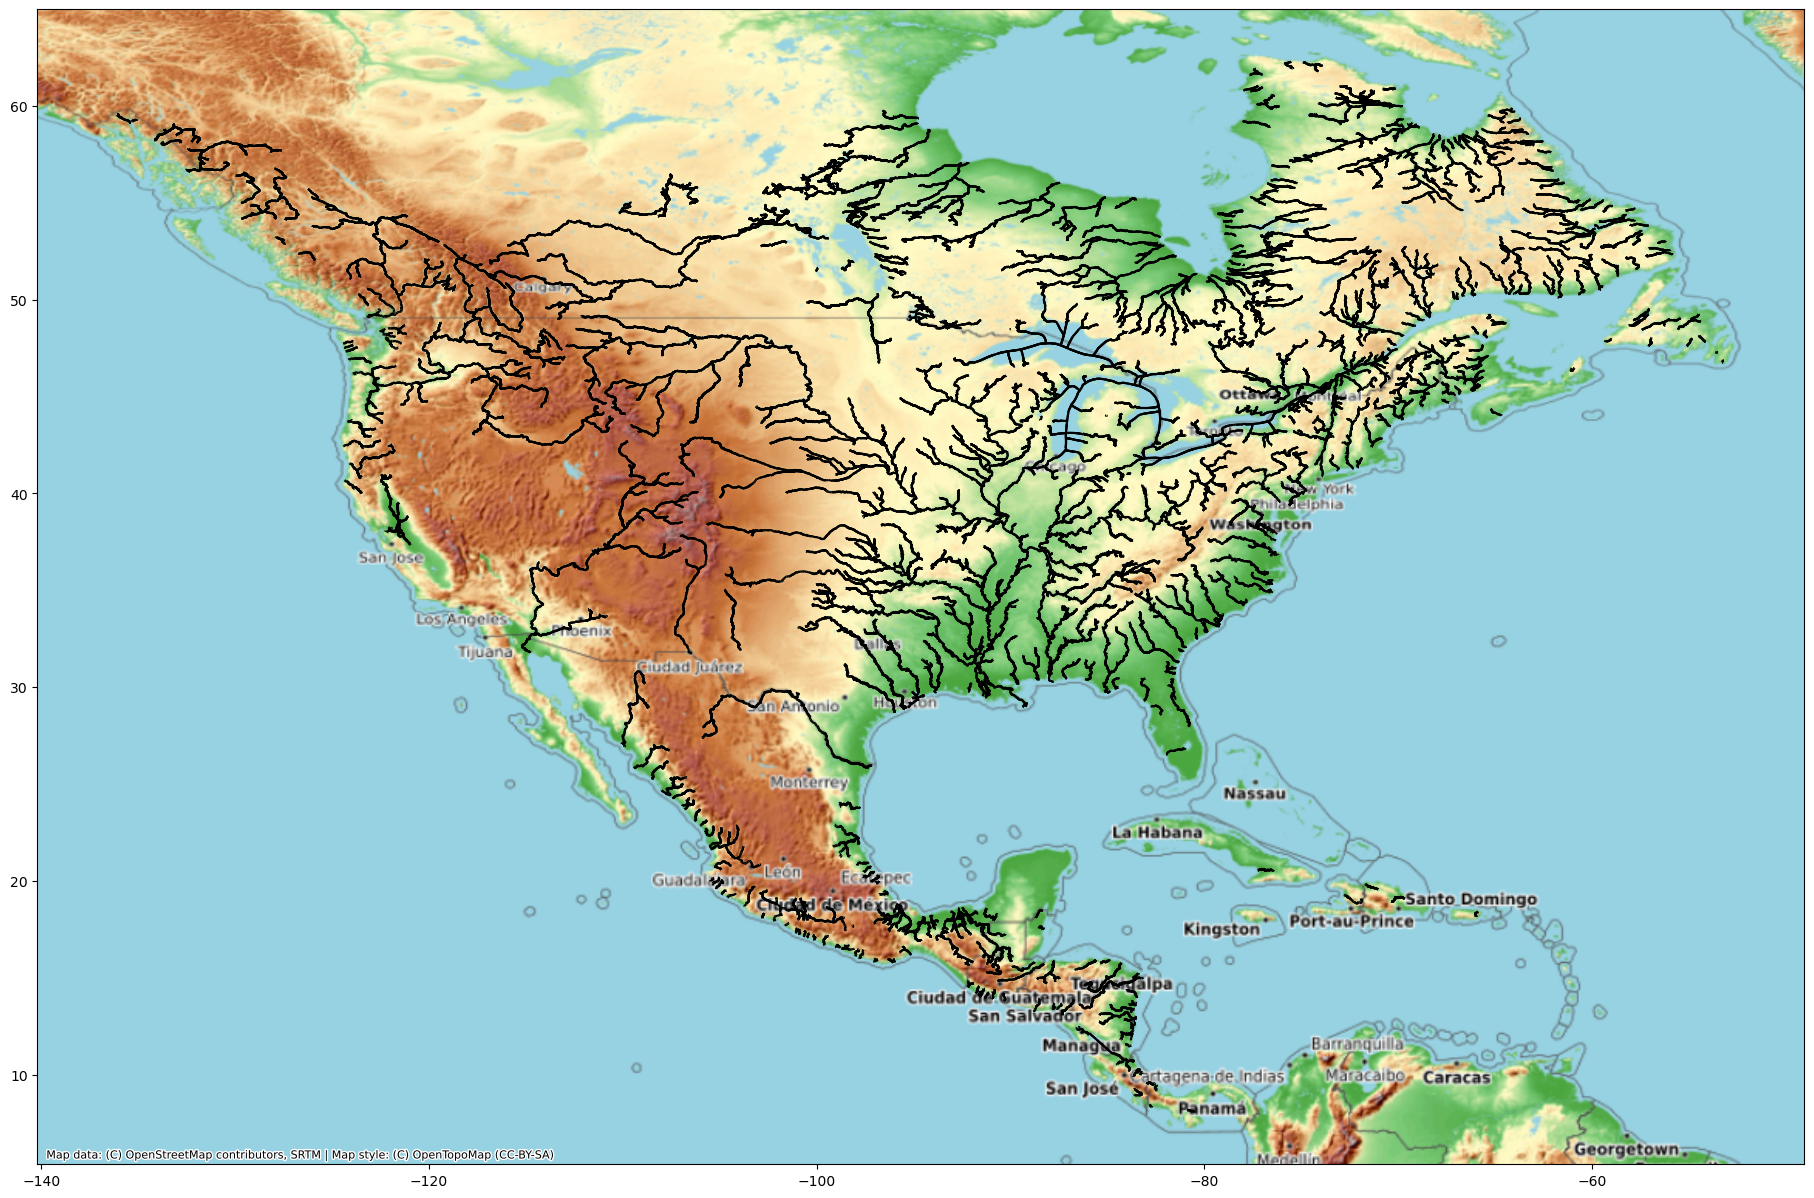 60
50
40
30
20
10
Calgary
Ottawa
Toronto
Chicago
New York
Philadelphia
Washington
San Jose
Los Angeles
Phoenix
Tijuana
Dallas
Ciudad Juárez
San Antonio
Houston
Monterrey
Nassau
La Habana
León
Guadalajara
Ecatepec
Ciudad de México
Santo Domingo
Port-au-Prince
Kingston
Tegucigalpa
Ciudad de Guatemala
San Salvador
Managua
Barranquilla
Cartagena de Indias
Maracaibo
Caracas
San José
Panamá
Georgetown
Medellín
Map data: (C) OpenStreetMap contributors, SRTM | Map style: (C) OpenTopoMap (CC-BY-SA)
−140
−120
−100
−80
−60